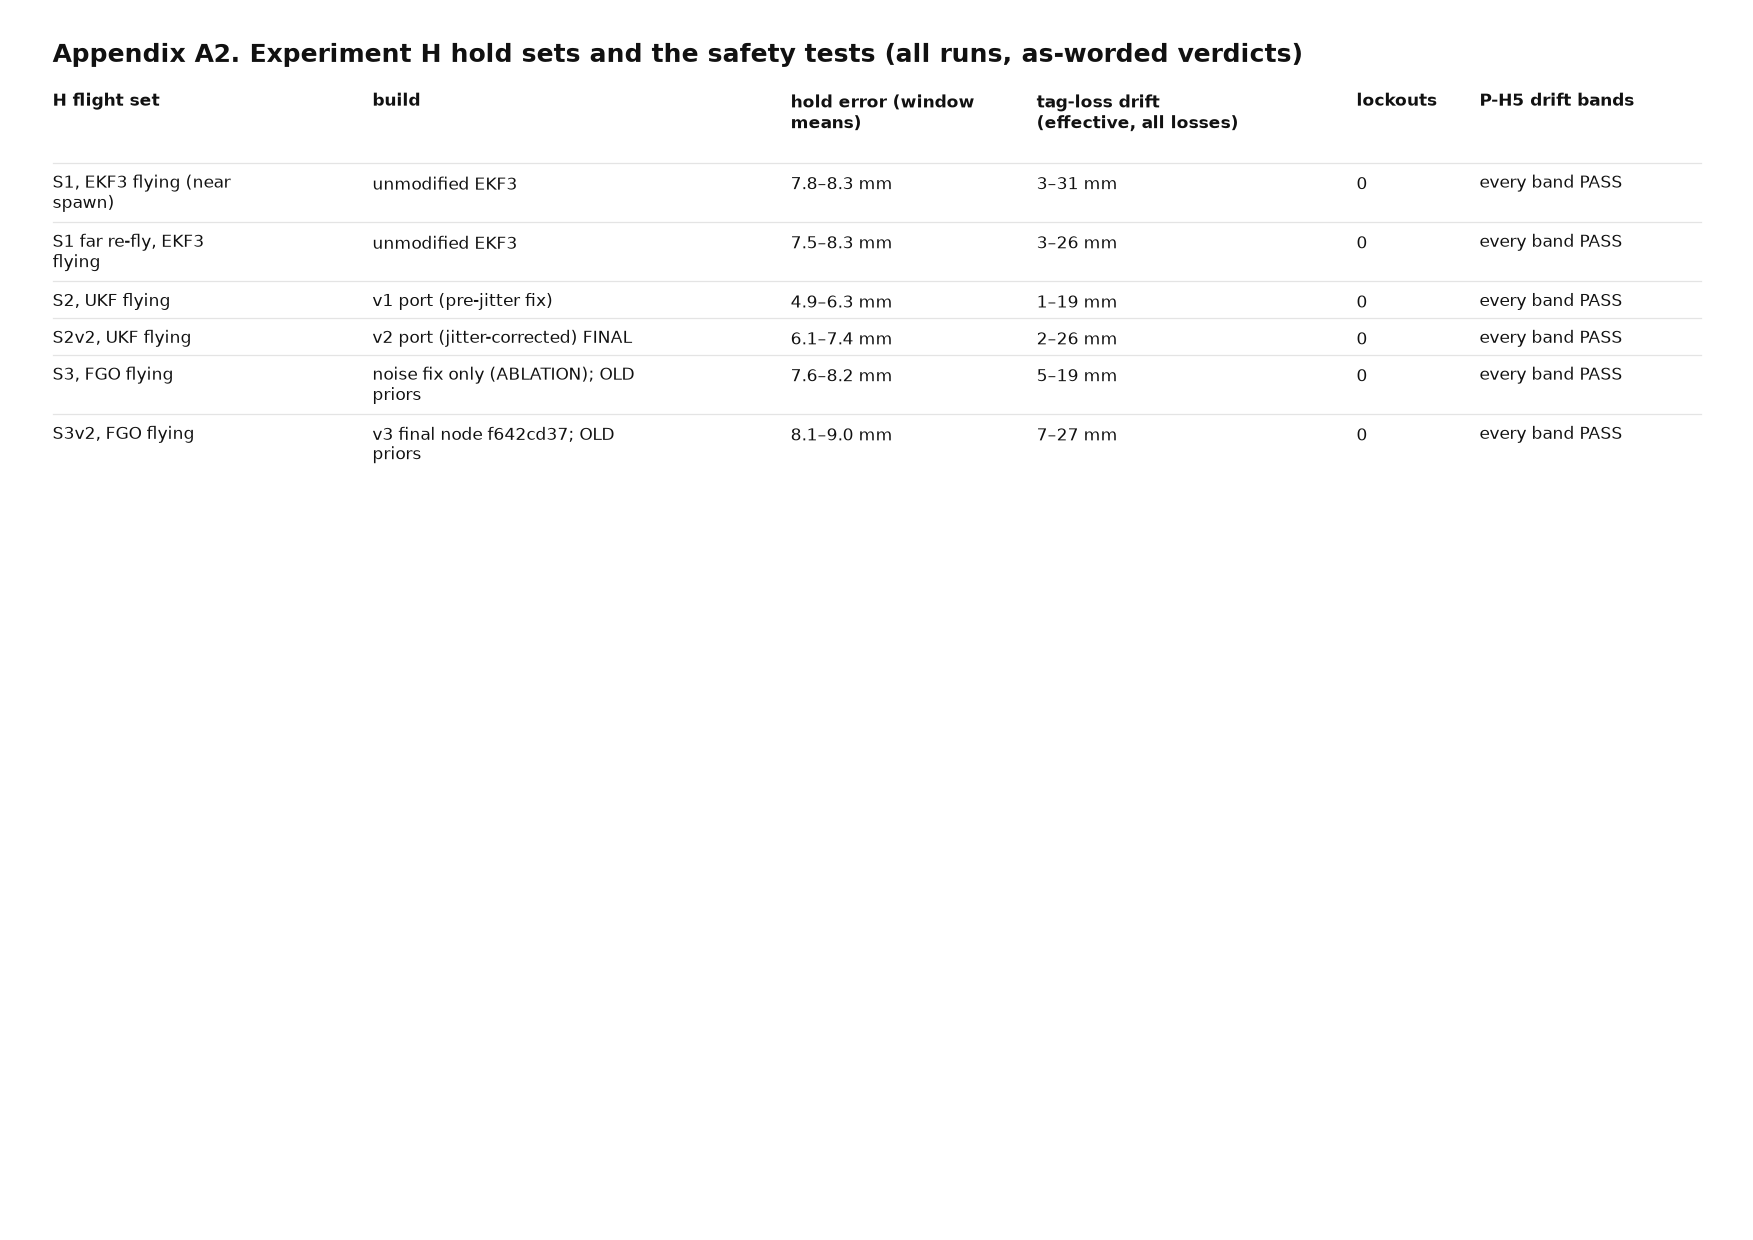 Appendix A2. Experiment H hold sets and the safety tests (all runs, as-worded verdicts)
H flight set	build	hold error (window means)	tag-loss drift (effective, all losses)	lockouts	P-H5 drift bands
S1, EKF3 flying (near spawn)	unmodified EKF3	7.8–8.3 mm	3–31 mm	0	every band PASS
S1 far re-fly, EKF3 flying	unmodified EKF3	7.5–8.3 mm	3–26 mm	0	every band PASS
S2, UKF flying	v1 port (pre-jitter fix)	4.9–6.3 mm	1–19 mm	0	every band PASS
S2v2, UKF flying	v2 port (jitter-corrected) FINAL	6.1–7.4 mm	2–26 mm	0	every band PASS
S3, FGO flying	noise fix only (ABLATION); OLD priors	7.6–8.2 mm	5–19 mm	0	every band PASS
S3v2, FGO flying	v3 final node f642cd37; OLD priors	8.1–9.0 mm	7–27 mm	0	every band PASS